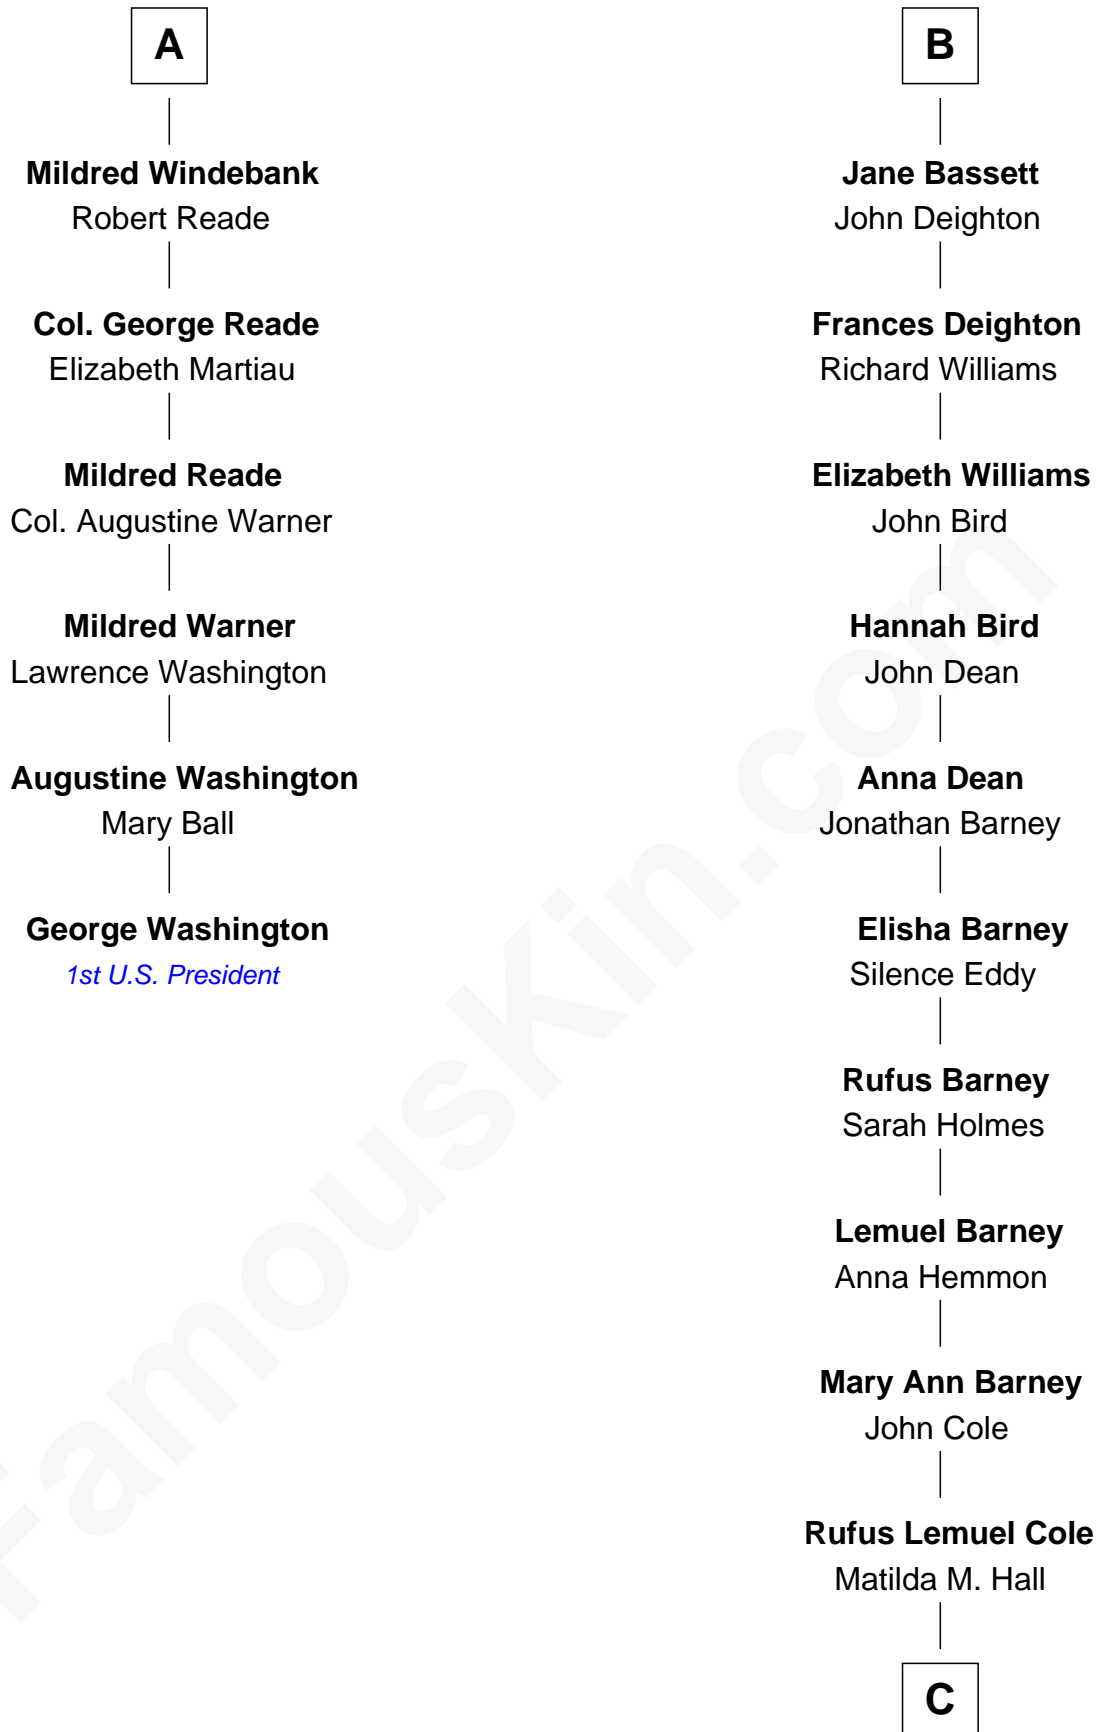 A
Mildred Windebank
Robert Reade
Col. George Reade
Elizabeth Martiau
Mildred Reade
Col. Augustine Warner
Mildred Warner
Lawrence Washington
Augustine Washington
Mary Ball
George Washington
1st U.S. President
B
Jane Bassett
John Deighton
Frances Deighton
Richard Williams
Elizabeth Williams
John Bird
Hannah Bird
John Dean
Anna Dean
Jonathan Barney
Elisha Barney
Silence Eddy
Rufus Barney
Sarah Holmes
Lemuel Barney
Anna Hemmon
Mary Ann Barney
John Cole
Rufus Lemuel Cole
Matilda M. Hall
C
FamousKin.com